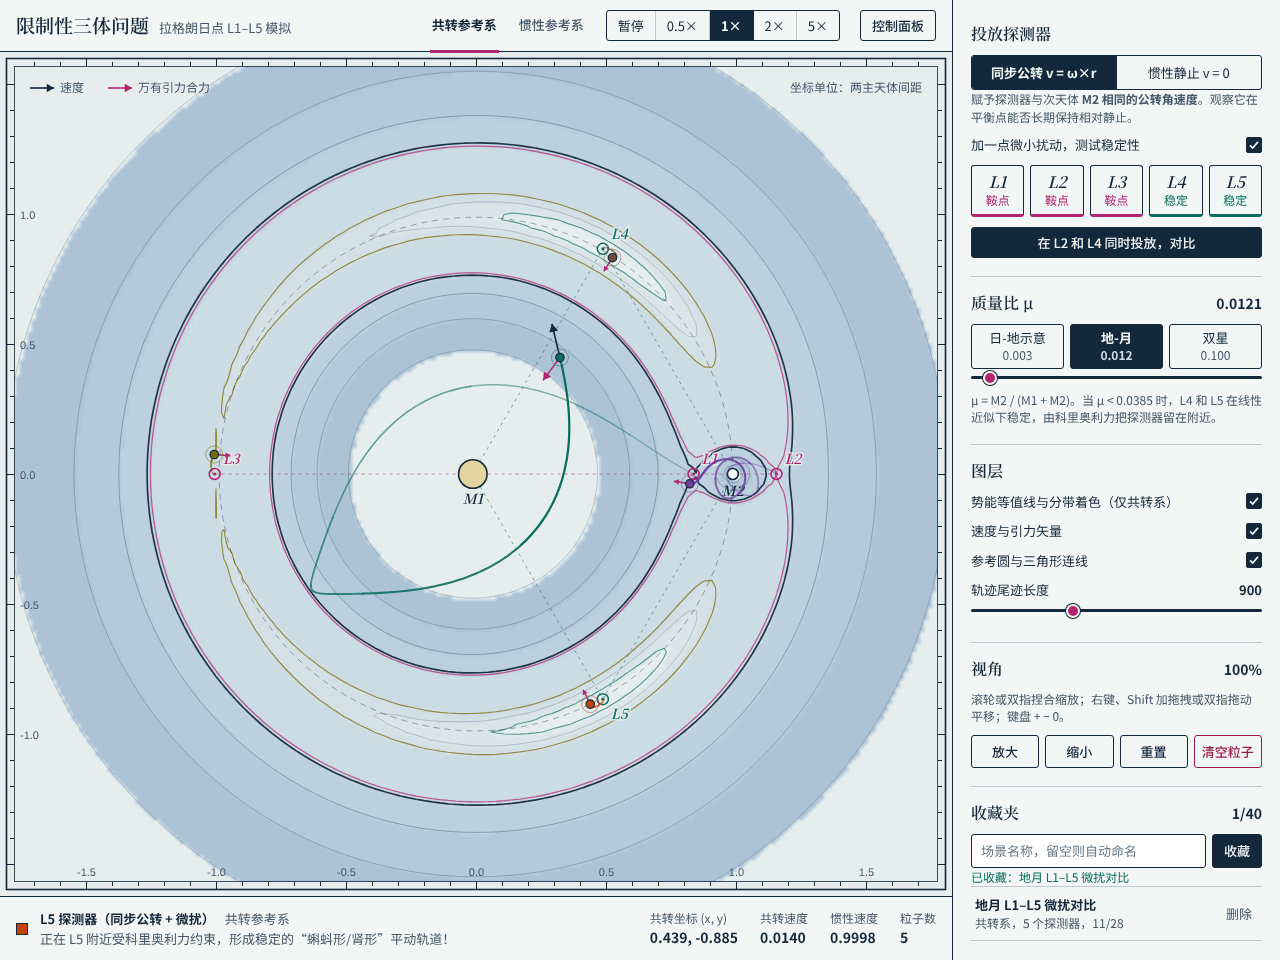 限制性三体问题 拉格朗日点 L1–L5 模拟
共转参考系 惯性参考系 暂停 0.5× 1× 2× 5× 控制面板
速度 万有引力合力 坐标单位：两主天体间距
1.0
0.5
0.0
-0.5
-1.0
-1.5 -1.0 -0.5 0.0 0.5 1.0 1.5
L4
L3
L1
L2
M1
M2
L5
L5 探测器（同步公转 + 微扰） 共转参考系
正在 L5 附近受科里奥利力约束，形成稳定的“蝌蚪形/肾形”平动轨道！
共转坐标 (x, y) 共转速度 惯性速度 粒子数
0.439, -0.885 0.0140 0.9998 5
投放探测器
同步公转 v = ω×r 惯性静止 v = 0
赋予探测器与次天体 M2 相同的公转角速度。观察它在
平衡点能否长期保持相对静止。
加一点微小扰动，测试稳定性
L1 L2 L3 L4 L5
鞍点 鞍点 鞍点 稳定 稳定
在 L2 和 L4 同时投放，对比
质量比 μ 0.0121
日-地示意 地-月 双星
0.003 0.012 0.100
μ = M2 / (M1 + M2)。当 μ < 0.0385 时，L4 和 L5 在线性
近似下稳定，由科里奥利力把探测器留在附近。
图层
势能等值线与分带着色（仅共转系）
速度与引力矢量
参考圆与三角形连线
轨迹尾迹长度 900
视角 100%
滚轮或双指捏合缩放；右键、Shift 加拖拽或双指拖动
平移；键盘 + − 0。
放大 缩小 重置 清空粒子
收藏夹 1/40
场景名称，留空则自动命名 收藏
已收藏：地月 L1–L5 微扰对比
地月 L1–L5 微扰对比
共转系，5 个探测器，11/28 删除